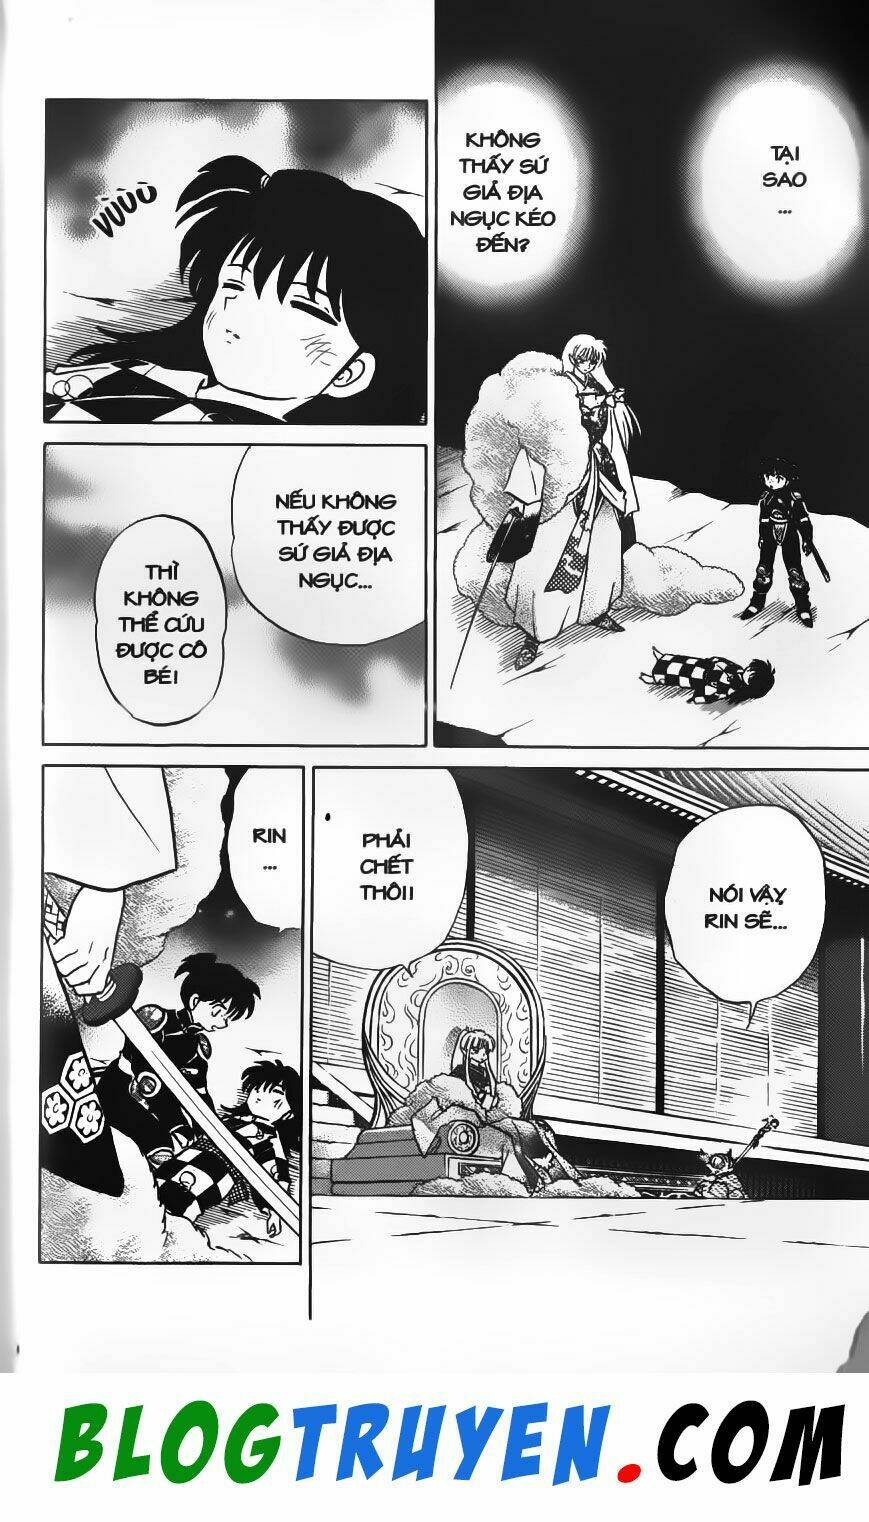 TẠI
SAO
...
KHÔNG
THẤY SỨ
GIẢ ĐỊA
NGỤC KÉO
ĐẾN?
VÙÙÙ
NẾU KHÔNG
THẤY ĐƯỢC
SỨ GIẢ ĐỊA
NGỤC...
THÌ
KHÔNG
THỂ CỨU
ĐƯỢC CÔ
BÉ!
NÓI VẬY,
RIN SẼ...
PHẢI
CHẾT
THÔI!
RIN
...
BLOGTRUYEN.COM